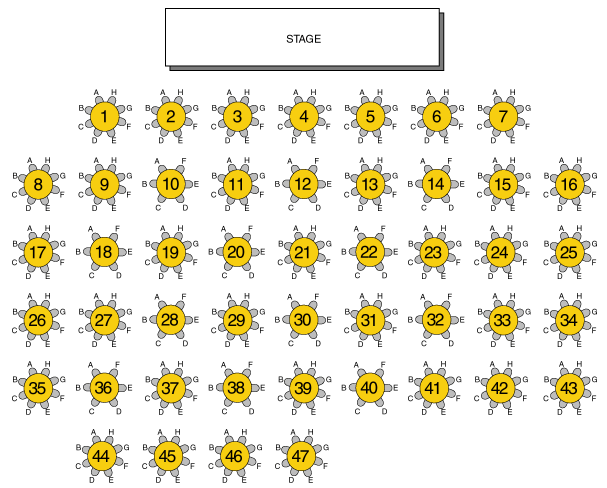 STAGE
A H A H A H A H A H A H A H
B G B G B G B G B G B G B G
1 2 3 4 5 6 7
C F C F C F C F C F C F C F
D E D E D E D E D E D E D E
A H A H A F A H A F A H A F A H A H
B G B G B G B G B G B G
8 9 B 10 E 11 B 12 E 13 B 14 E 15 16
C F C F C F C F C F C F
D E D E C D D E C D D E C D D E D E
A H A F A H A F A H A F A H A H A H
B G B G B G B G B G B G
17 B 18 E 19 B 20 E 21 B 22 E 23 24 25
C F C F C F C F C F C F
D E C D D E C D D E C D D E D E D E
A H A H A F A H A F A H A F A H A H
B G B G B G B G B G B G
26 27 B 28 E 29 B 30 E 31 B 32 E 33 34
C F C F C F C F C F C F
D E D E C D D E C D D E C D D E D E
A H A F A H A F A H A F A H A H A H
B G B G B G B G B G B G
35 B 36 E 37 B 38 E 39 B 40 E 41 42 43
C F C F C F C F C F C F
D E C D D E C D D E C D D E D E D E
A H A H A H A H
B G B G B G B G
44 45 46 47
C F C F C F C F
D E D E D E D E